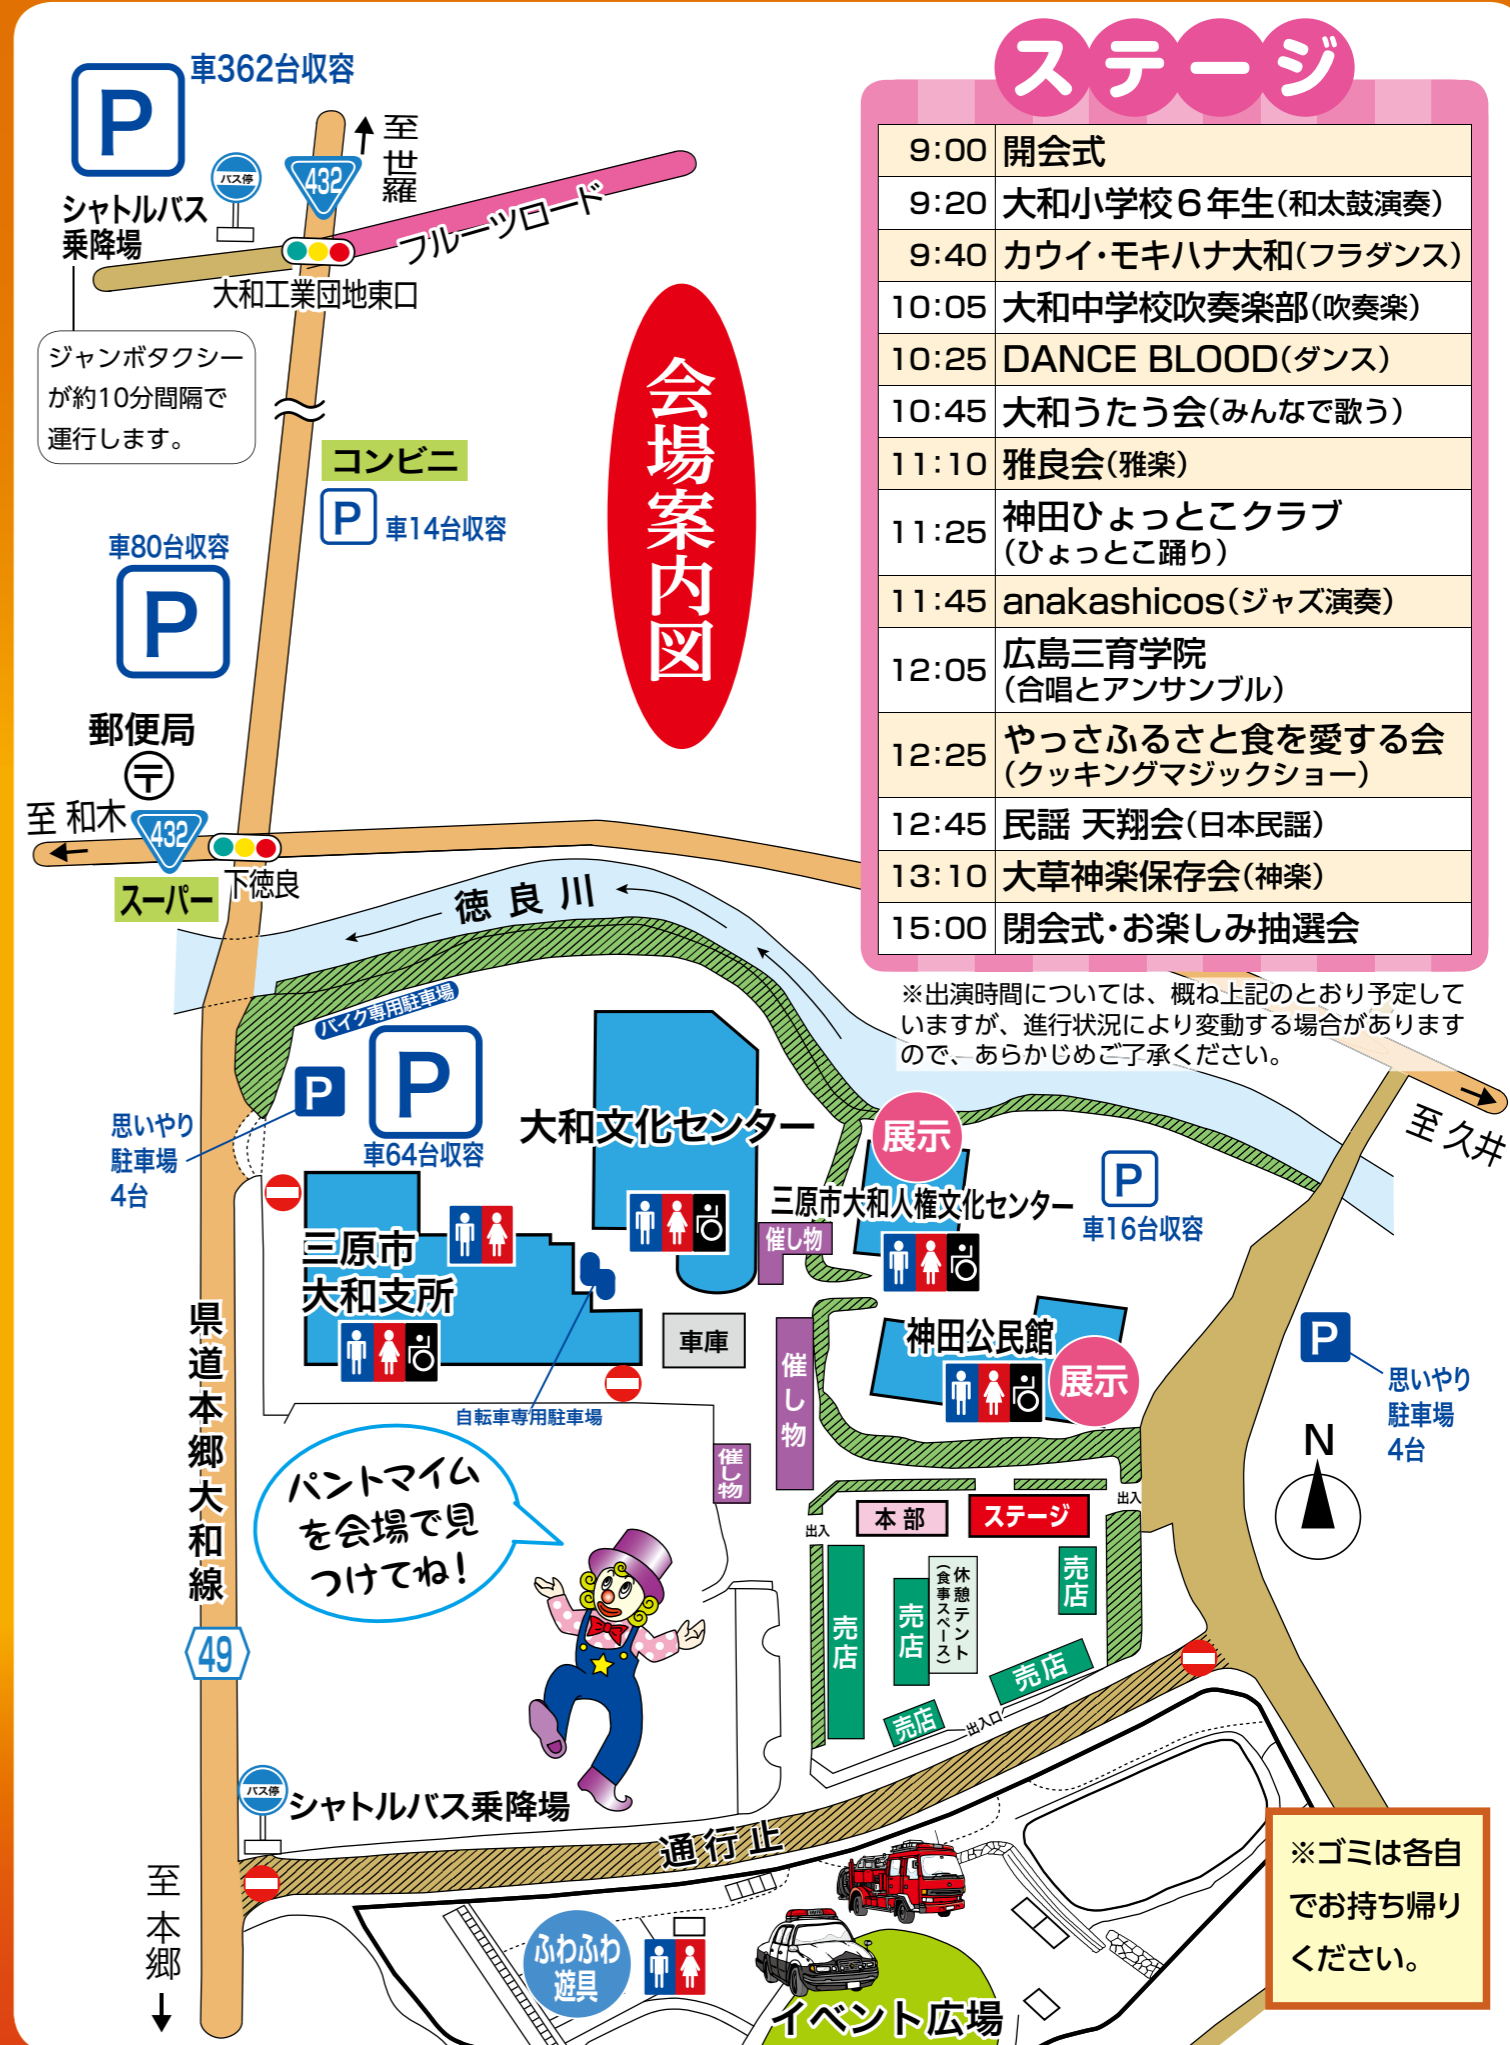 車362台収容
P
シャトルバス
乗降場
バス停
432
至世羅
フルーツロード
大和工業団地東口
ジャンボタクシー
が約10分間隔で
運行します。
コンビニ
P
車14台収容
車80台収容
P
郵便局
〒
至 和木
432
下徳良
スーパー
会場案内図
ステージ
9:00 開会式
9:20 大和小学校6年生(和太鼓演奏)
9:40 カウイ・モキハナ大和(フラダンス)
10:05 大和中学校吹奏楽部(吹奏楽)
10:25 DANCE BLOOD(ダンス)
10:45 大和うたう会(みんなで歌う)
11:10 雅良会(雅楽)
11:25 神田ひょっとこクラブ
(ひょっとこ踊り)
11:45 anakashicos(ジャズ演奏)
12:05 広島三育学院
(合唱とアンサンブル)
12:25 やっさふるさと食を愛する会
(クッキングマジックショー)
12:45 民謡 天翔会(日本民謡)
13:10 大草神楽保存会(神楽)
15:00 閉会式・お楽しみ抽選会
※出演時間については、概ね上記のとおり予定して
いますが、進行状況により変動する場合があります
ので、あらかじめご了承ください。
徳良川
至 久井
バイク専用駐車場
P
P
車64台収容
思いやり
駐車場
4台
大和文化センター
展示
三原市大和人権文化センター
P
車16台収容
催し物
三原市
大和支所
車庫
自転車専用駐車場
神田公民館
展示
催し物
催し物
P
思いやり
駐車場
4台
N
県道本郷大和線
49
パントマイム
を会場で見
つけてね!
出入
出入
本部
ステージ
売店
売店
休憩テント
(食事スペース)
売店
売店
売店
出入口
バス停
シャトルバス乗降場
通行止
至本郷
ふわふわ
遊具
イベント広場
※ゴミは各自
でお持ち帰り
ください。